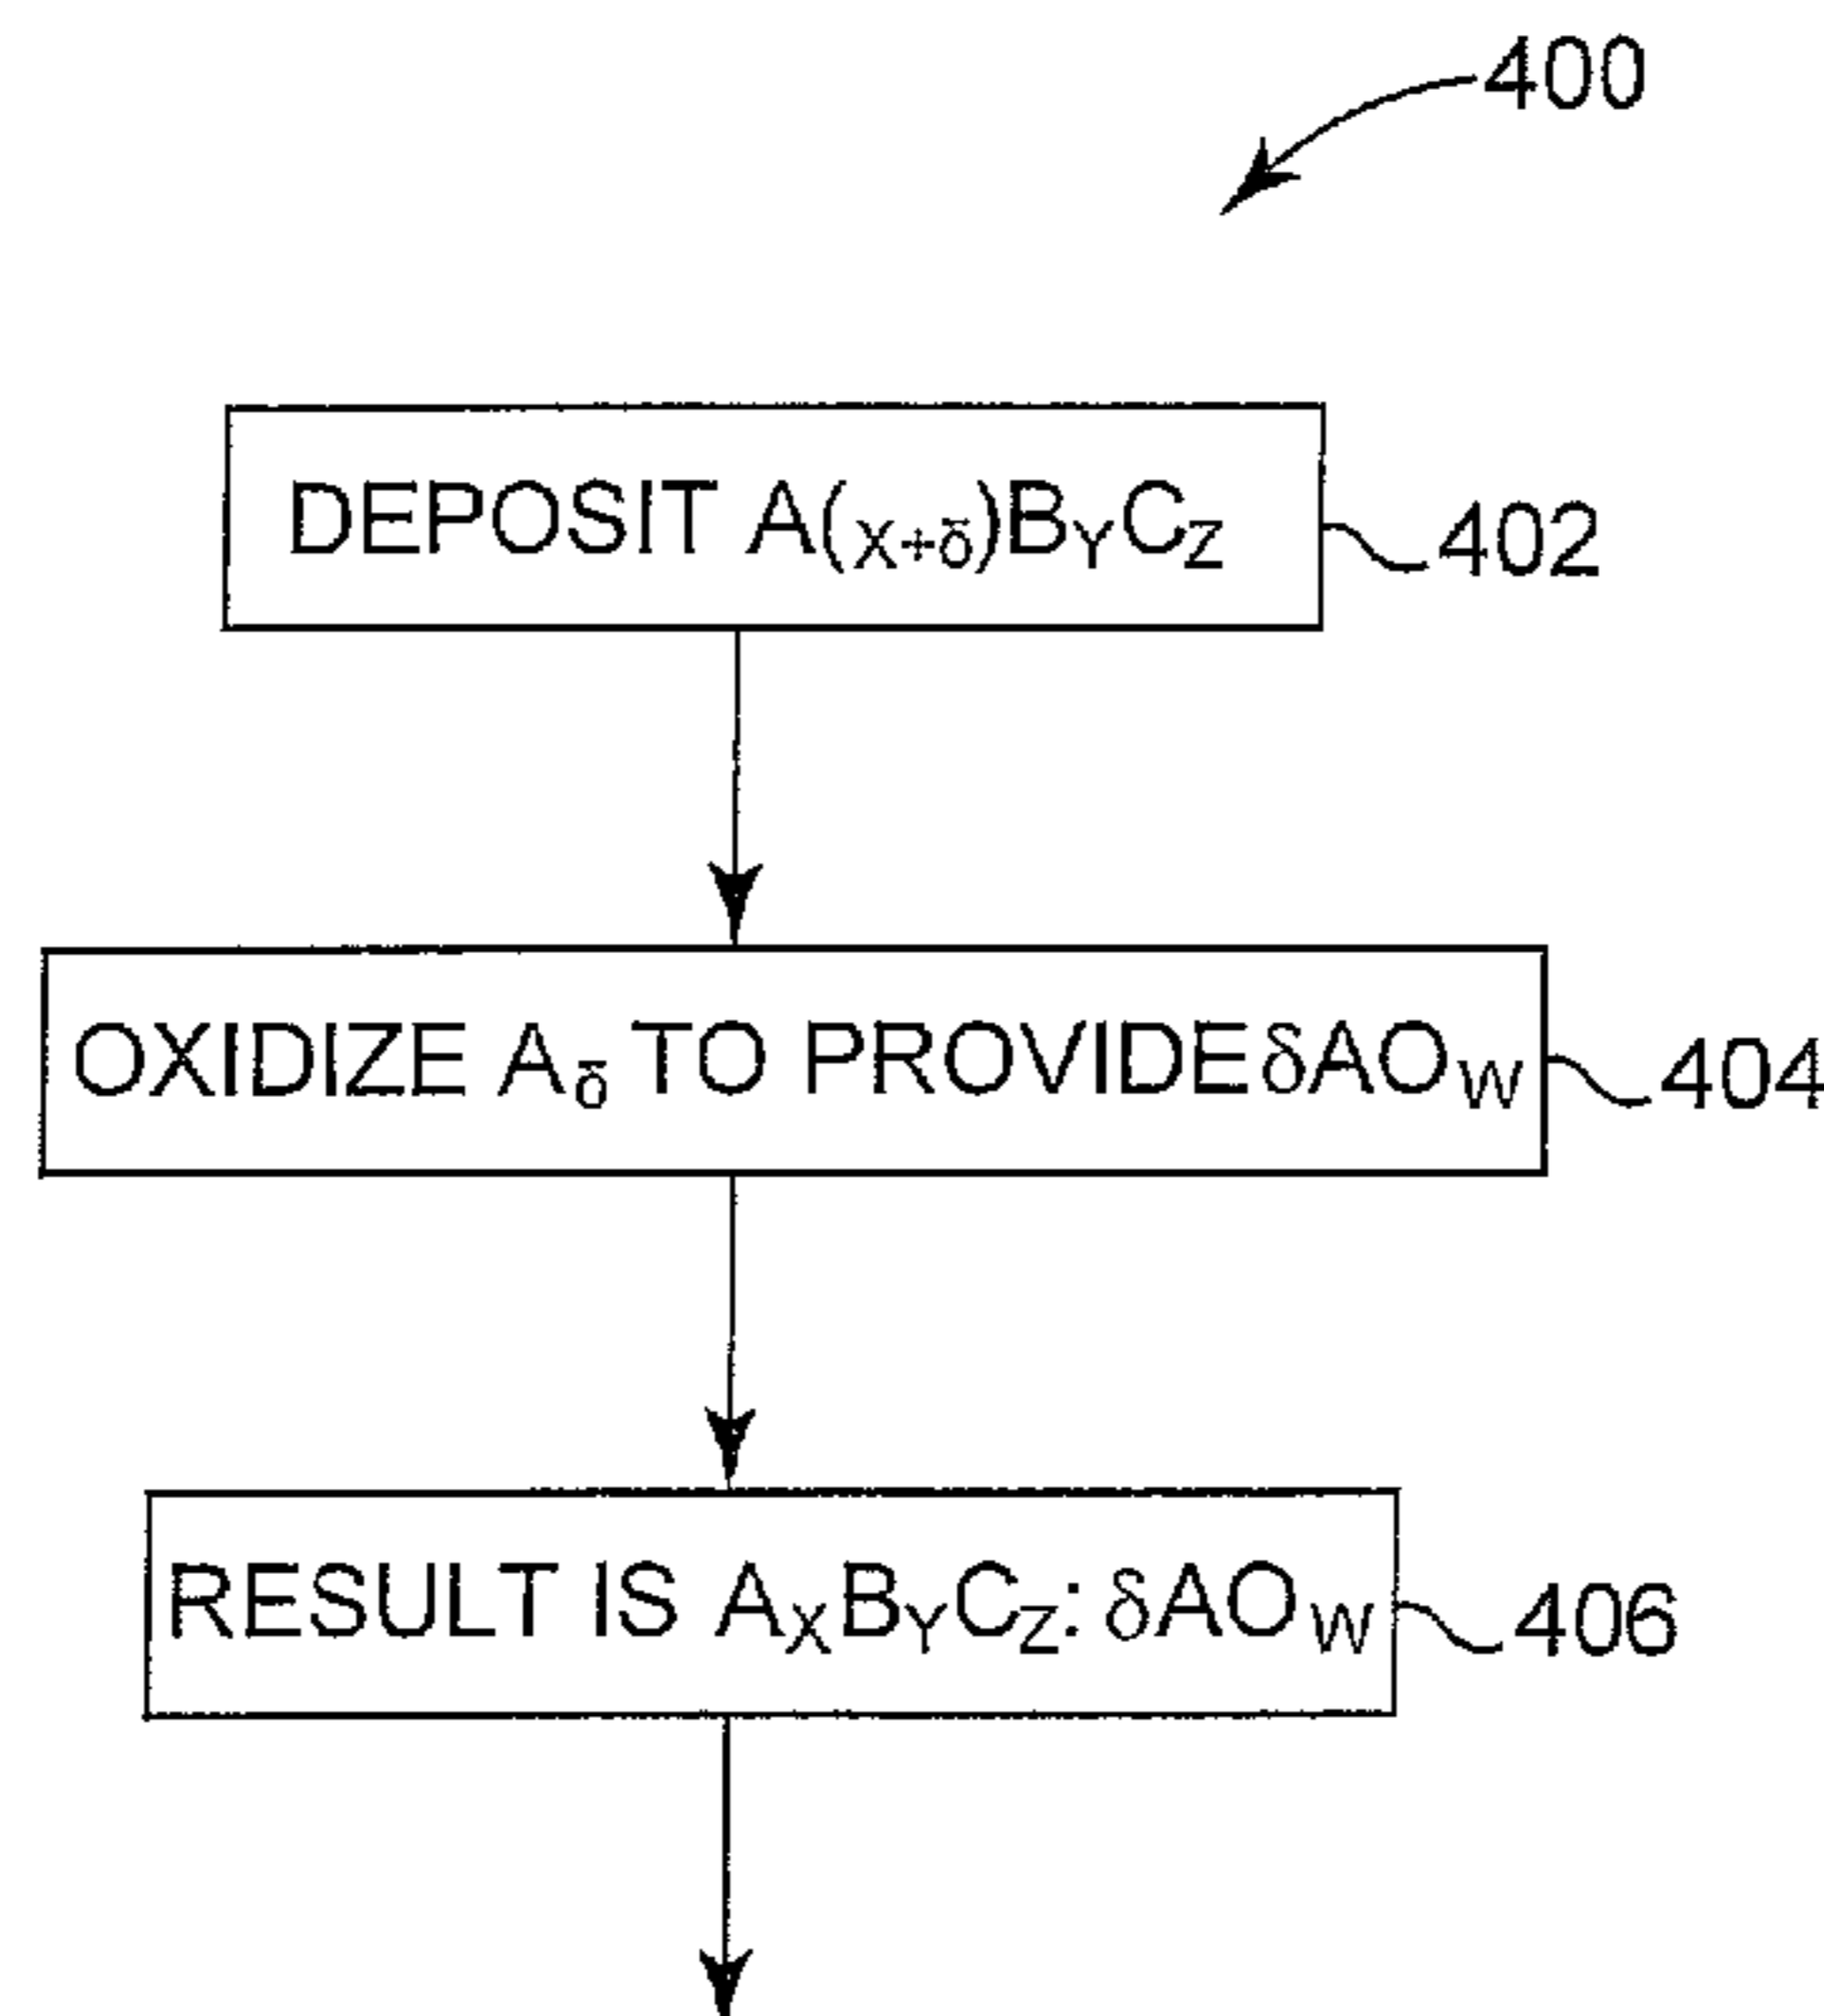 400
DEPOSIT A(X+δ)BYCZ
402
OXIDIZE Aδ TO PROVIDE δAOW
404
RESULT IS AXBYCZ: δAOW
406